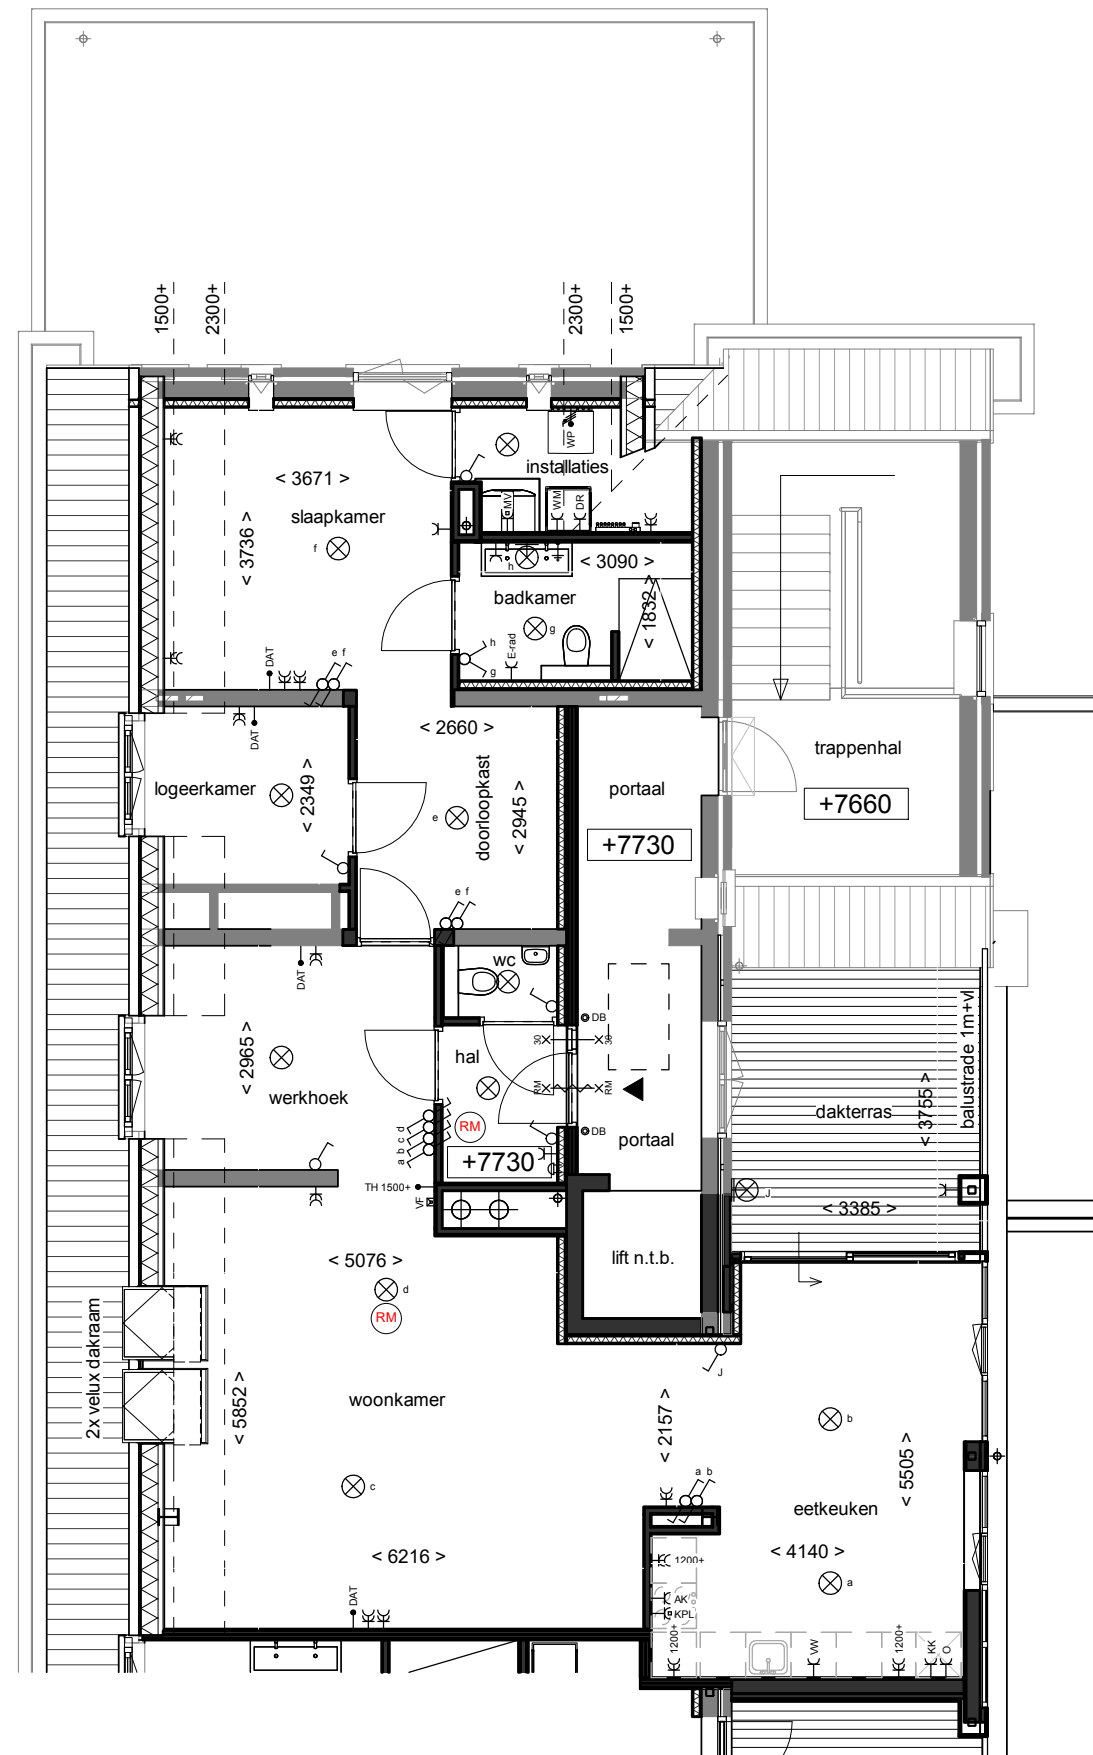 1500+
2300+
2300+
1500+
WP
installaties
< 3671 >
slaapkamer
f
< 3736 >
MV
WM
DR
h
< 3090 >
badkamer
g
< 1832 >
h
g
E-rad
DAT
e f
DAT
< 2660 >
trappenhal
+7660
logeerkamer
< 2349 >
e
doorloopkast
< 2945 >
portaal
+7730
e f
DAT
wc
DB
30
30
hal
RM
RM
< 2965 >
werkhoek
a b c d
RM
+7730
DB
portaal
dakterras
< 3755 >
balustrade 1m+vl
TH 1500+
VF
J
< 3385 >
< 5076 >
d
RM
lift n.t.b.
2x velux dakraam
< 5852 >
woonkamer
J
< 2157 >
b
< 5505 >
c
a b
eetkeuken
< 6216 >
1200+
< 4140 >
a
DAT
AK
KPL
1200+
VW
1200+
KK
O